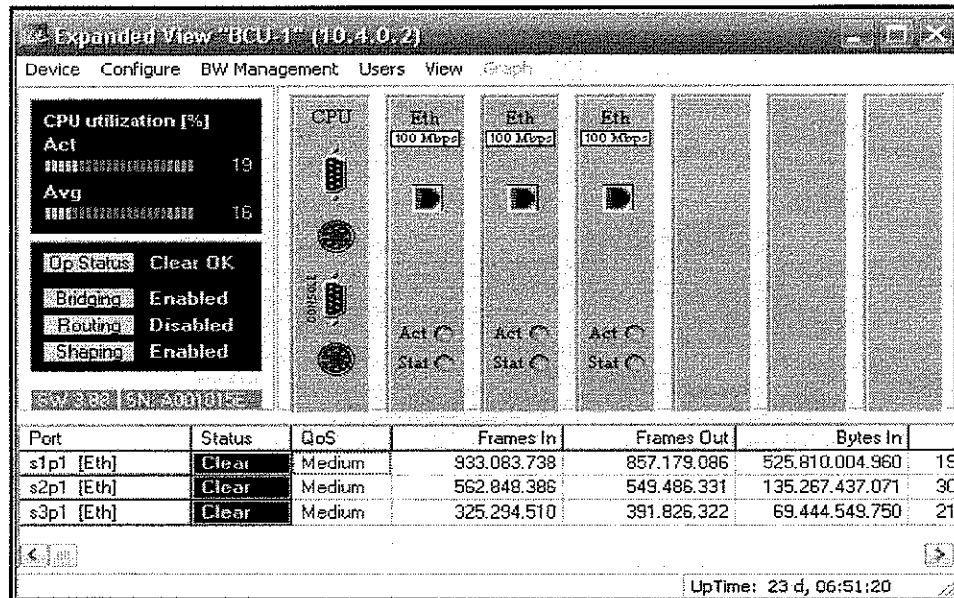 Expanded View "BCU-1" (10.4.0.2)
Device Configure BW Management Users View Graph
CPU utilization [%]
Act
19
Avg
16
Op Status Clear OK
Bridging Enabled
Routing Disabled
Shaping Enabled
CPU
CONSOLE
Eth
100 Mbps
Act
Stat
Eth
100 Mbps
Act
Stat
Eth
100 Mbps
Act
Stat
Port Status QoS Frames In Frames Out Bytes In
s1p1 [Eth] Clear Medium 933.083.738 857.179.086 525.810.004.960 19
s2p1 [Eth] Clear Medium 562.848.386 549.486.331 135.267.437.071 30
s3p1 [Eth] Clear Medium 325.294.510 391.826.322 69.444.549.750 21
UpTime: 23 d, 06:51:20